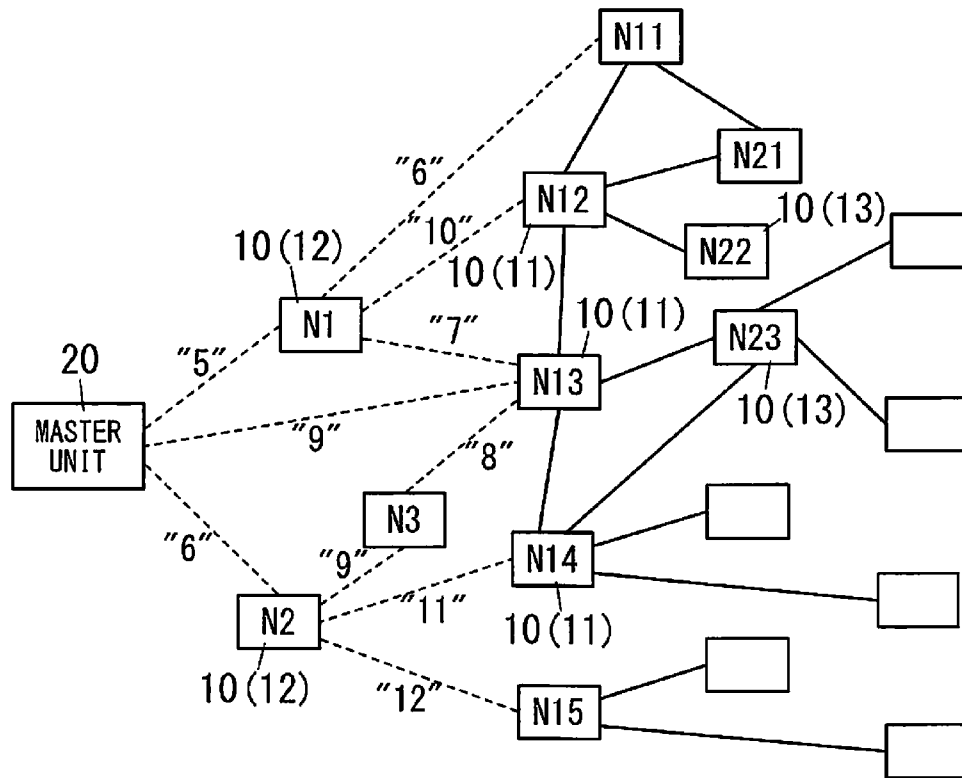 N11
N21
"6"
N12
10(13)
"10"
10(12)
N22
10(11)
N1
10(11)
"7"
N23
20
"5"
N13
10(13)
MASTER
UNIT
"9"
"8"
N3
"6"
"9"
N14
"11"
N2
10(11)
10(12)
"12"
N15